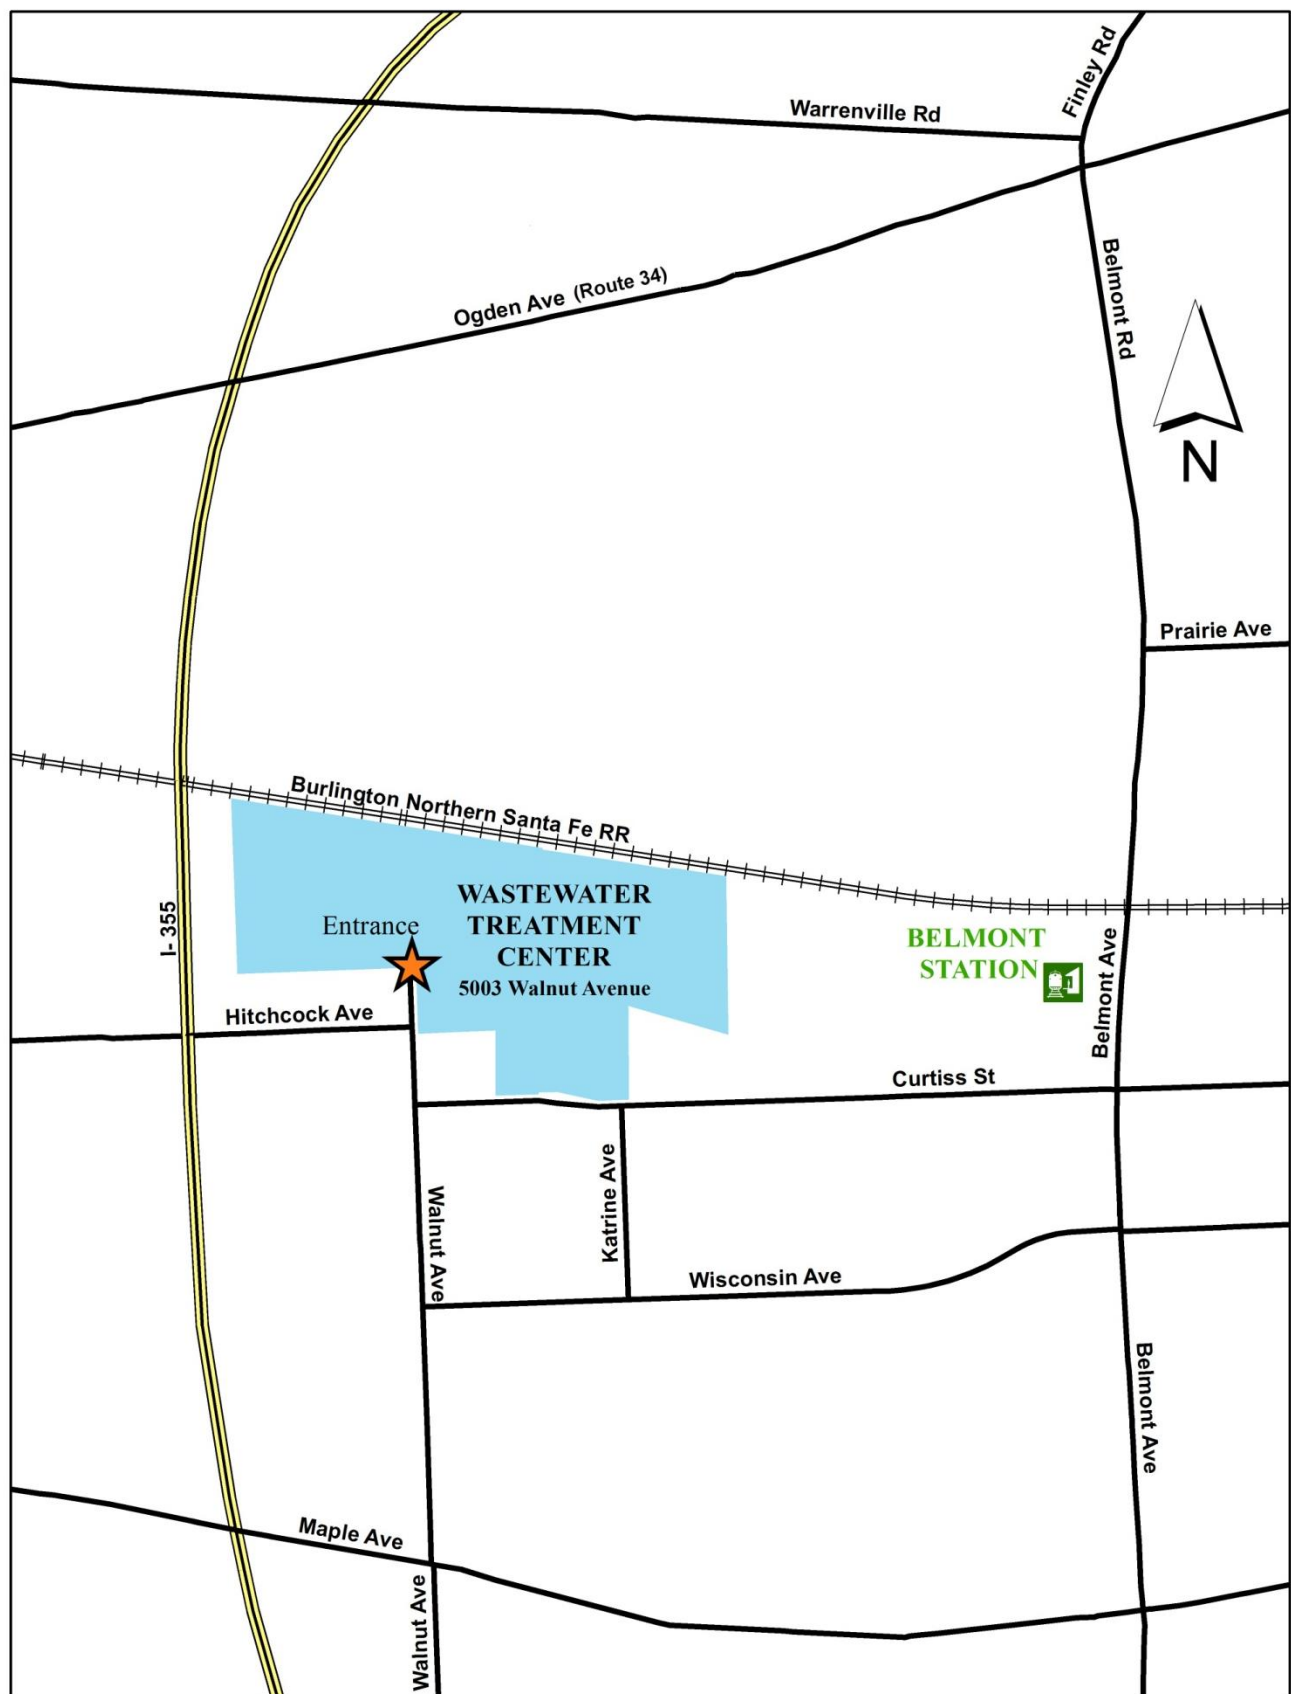 Finley Rd
Warrenville Rd
Belmont Rd
Ogden Ave (Route 34)
N
Prairie Ave
Burlington Northern Santa Fe RR
WASTEWATER
TREATMENT
CENTER
5003 Walnut Avenue
Entrance
I- 355
BELMONT
STATION
Belmont Ave
Hitchcock Ave
Curtiss St
Katrine Ave
Walnut Ave
Wisconsin Ave
Belmont Ave
Maple Ave
Walnut Ave